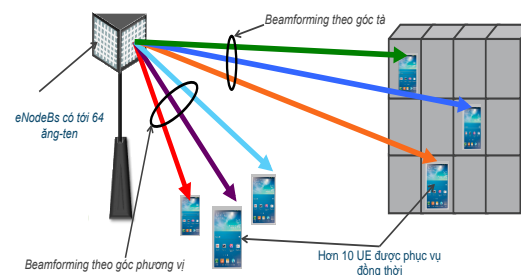 Beamforming theo góc tà
eNodeBs có tới 64
ăng-ten
Beamforming theo góc phương vị
Hơn 10 UE được phục vụ
đồng thời